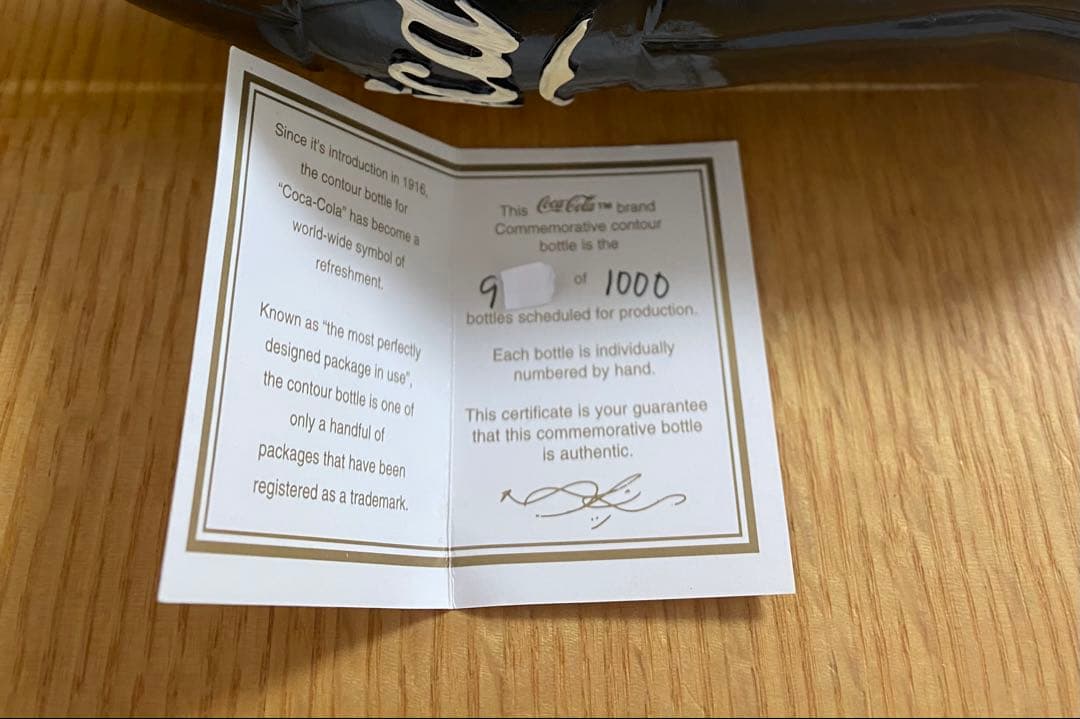 Since it's introduction in 1916,
the contour bottle for
"Coca-Cola" has become a
world-wide symbol of
refreshment.
Known as "the most perfectly
designed package in use",
the contour bottle is one of
only a handful of
packages that have been
registered as a trademark.
This Coca-Cola™ brand
Commemorative contour
bottle is the
9 of 1000
bottles scheduled for production.
Each bottle is individually
numbered by hand.
This certificate is your guarantee
that this commemorative bottle
is authentic.